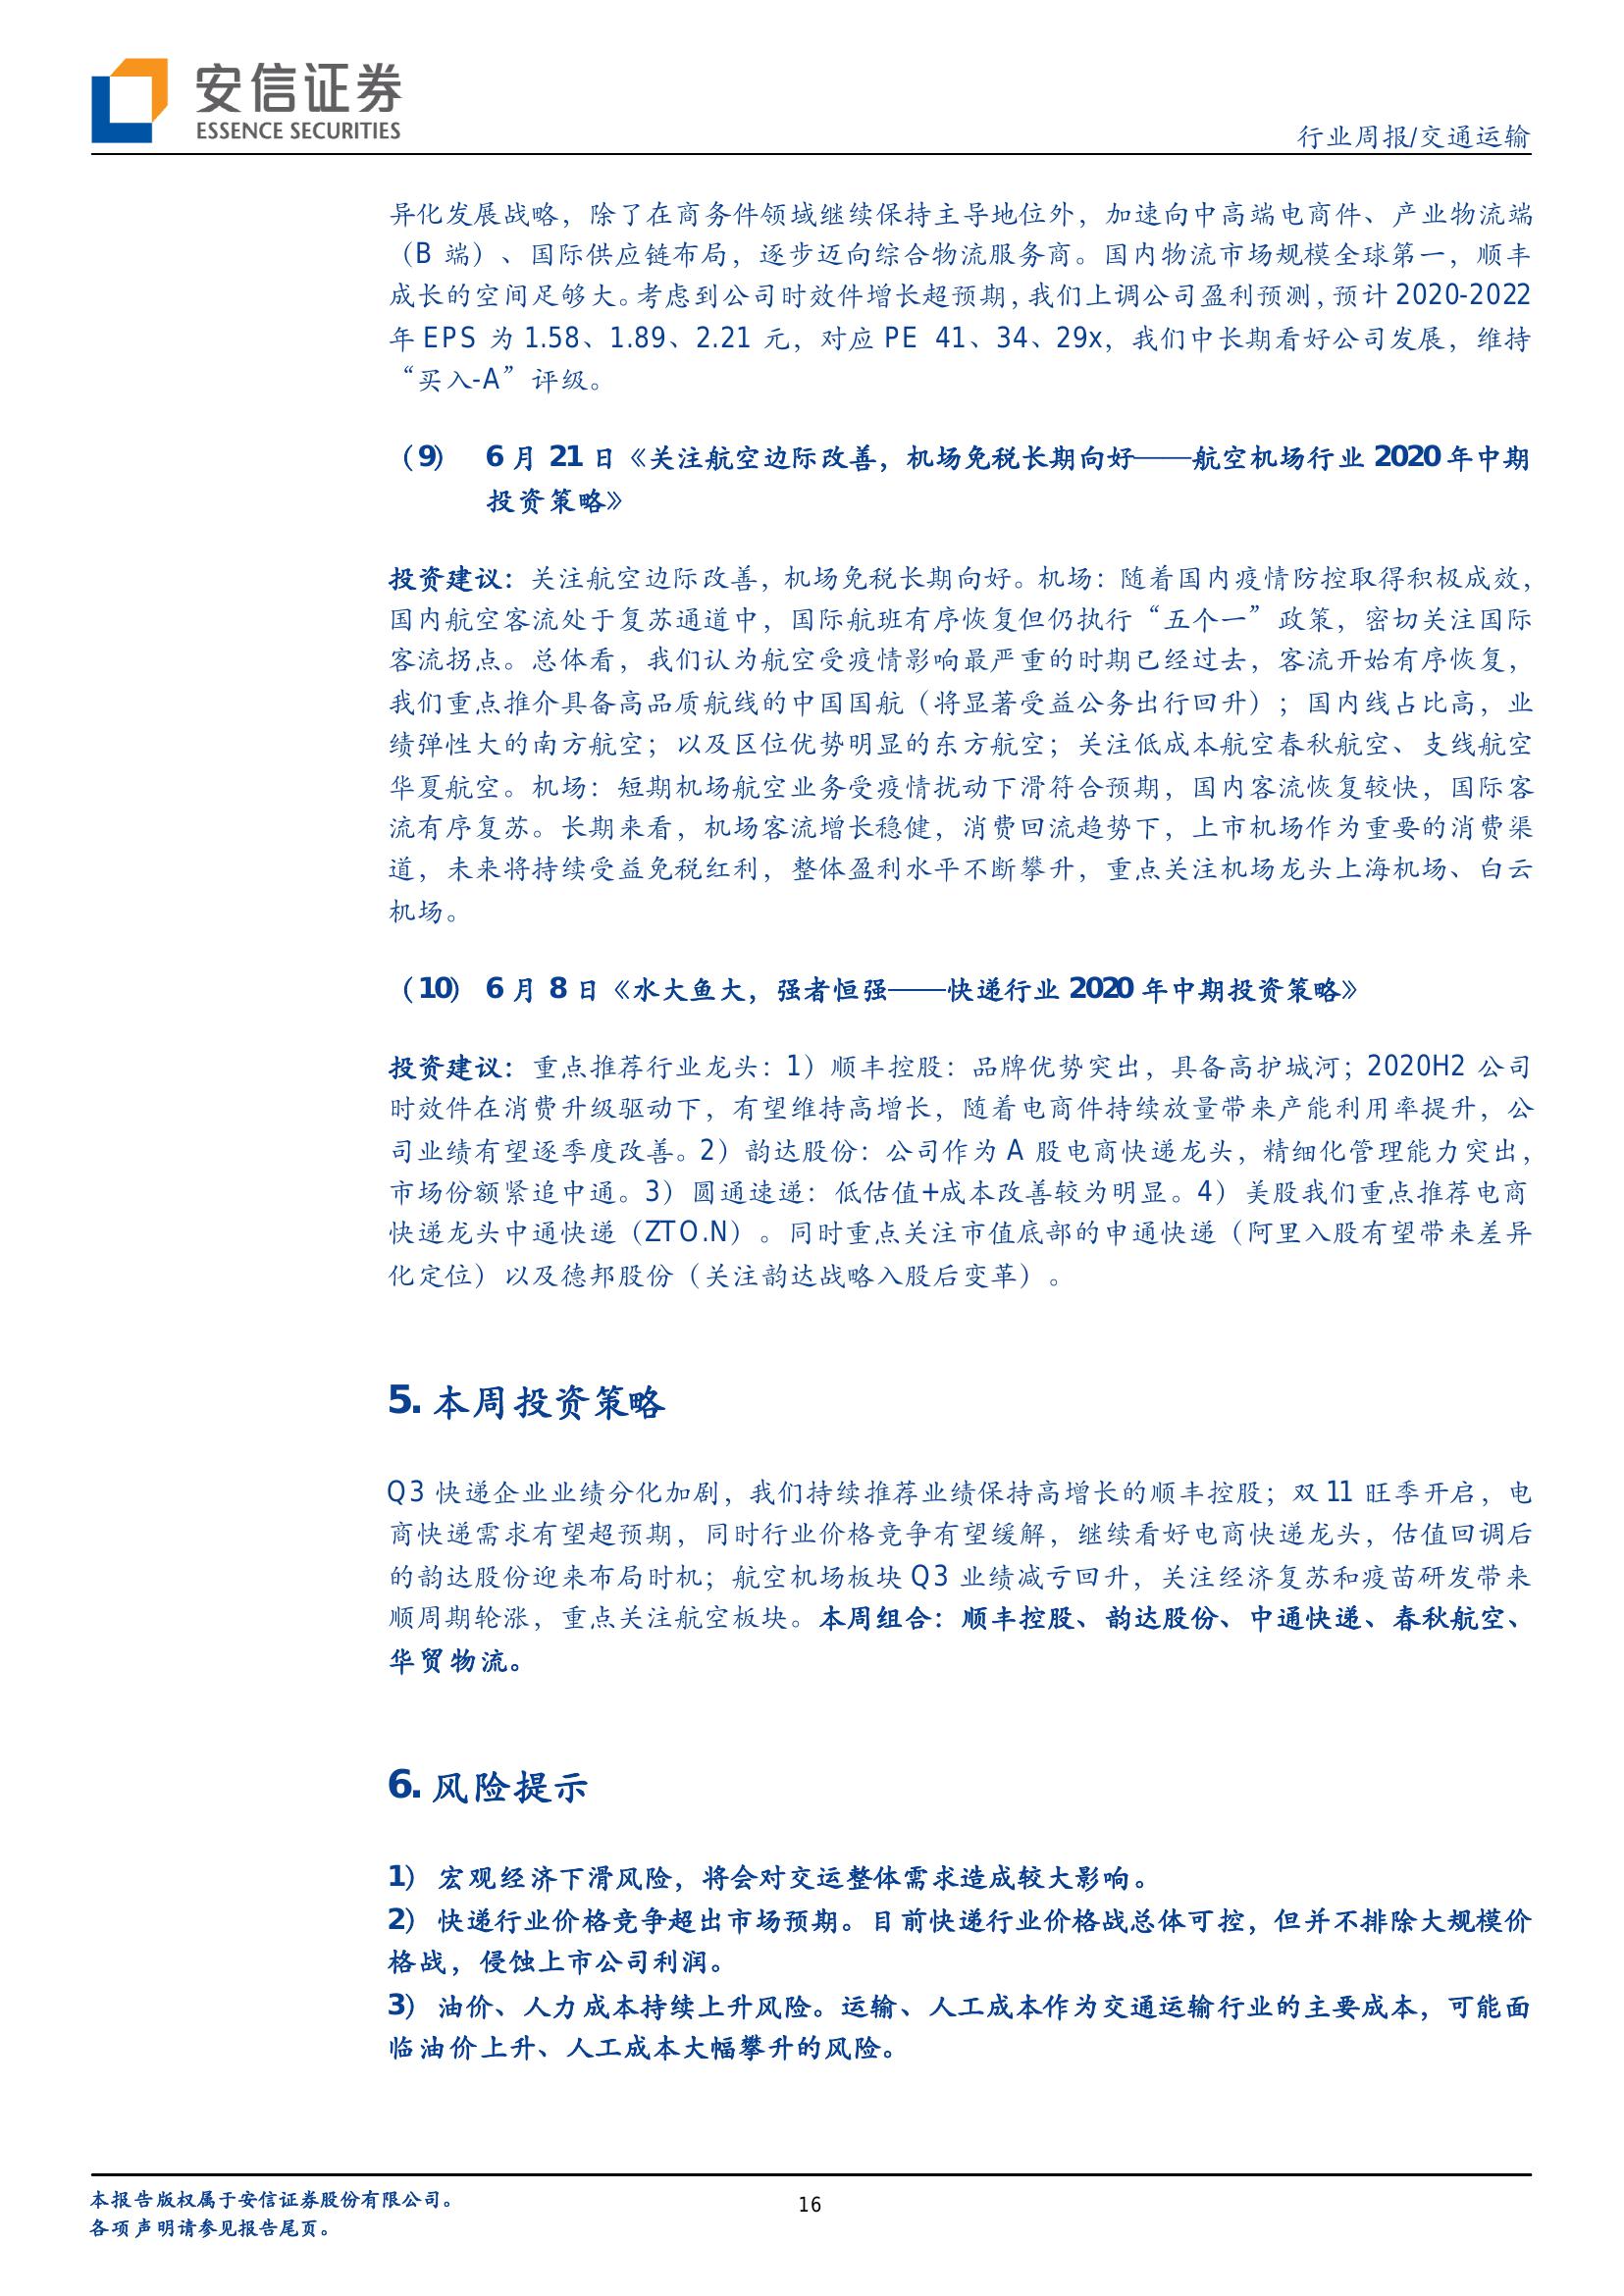 安信证券
ESSENCE SECURITIES
行业周报/交通运输
异化发展战略，除了在商务件领域继续保持主导地位外，加速向中高端电商件、产业物流端
（B 端）、国际供应链布局，逐步迈向综合物流服务商。国内物流市场规模全球第一，顺丰
成长的空间足够大。考虑到公司时效件增长超预期，我们上调公司盈利预测，预计 2020-2022
年 EPS 为 1.58、1.89、2.21 元，对应 PE 41、34、29x，我们中长期看好公司发展，维持
“买入-A”评级。
（9） 6 月 21 日《关注航空边际改善，机场免税长期向好——航空机场行业 2020 年中期
投资策略》
投资建议：关注航空边际改善，机场免税长期向好。机场：随着国内疫情防控取得积极成效，
国内航空客流处于复苏通道中，国际航班有序恢复但仍执行“五个一”政策，密切关注国际
客流拐点。总体看，我们认为航空受疫情影响最严重的时期已经过去，客流开始有序恢复，
我们重点推介具备高品质航线的中国国航（将显著受益公务出行回升）；国内线占比高，业
绩弹性大的南方航空；以及区位优势明显的东方航空；关注低成本航空春秋航空、支线航空
华夏航空。机场：短期机场航空业务受疫情扰动下滑符合预期，国内客流恢复较快，国际客
流有序复苏。长期来看，机场客流增长稳健，消费回流趋势下，上市机场作为重要的消费渠
道，未来将持续受益免税红利，整体盈利水平不断攀升，重点关注机场龙头上海机场、白云
机场。
（10） 6 月 8 日《水大鱼大，强者恒强——快递行业 2020 年中期投资策略》
投资建议：重点推荐行业龙头：1）顺丰控股：品牌优势突出，具备高护城河；2020H2 公司
时效件在消费升级驱动下，有望维持高增长，随着电商件持续放量带来产能利用率提升，公
司业绩有望逐季度改善。2）韵达股份：公司作为 A 股电商快递龙头，精细化管理能力突出，
市场份额紧追中通。3）圆通速递：低估值+成本改善较为明显。4）美股我们重点推荐电商
快递龙头中通快递（ZTO.N）。同时重点关注市值底部的申通快递（阿里入股有望带来差异
化定位）以及德邦股份（关注韵达战略入股后变革）。
5. 本周投资策略
Q3 快递企业业绩分化加剧，我们持续推荐业绩保持高增长的顺丰控股；双 11 旺季开启，电
商快递需求有望超预期，同时行业价格竞争有望缓解，继续看好电商快递龙头，估值回调后
的韵达股份迎来布局时机；航空机场板块 Q3 业绩减亏回升，关注经济复苏和疫苗研发带来
顺周期轮涨，重点关注航空板块。本周组合：顺丰控股、韵达股份、中通快递、春秋航空、
华贸物流。
6. 风险提示
1） 宏观经济下滑风险，将会对交运整体需求造成较大影响。
2） 快递行业价格竞争超出市场预期。目前快递行业价格战总体可控，但并不排除大规模价
格战，侵蚀上市公司利润。
3） 油价、人力成本持续上升风险。运输、人工成本作为交通运输行业的主要成本，可能面
临油价上升、人工成本大幅攀升的风险。
本报告版权属于安信证券股份有限公司。
各项声明请参见报告尾页。
16